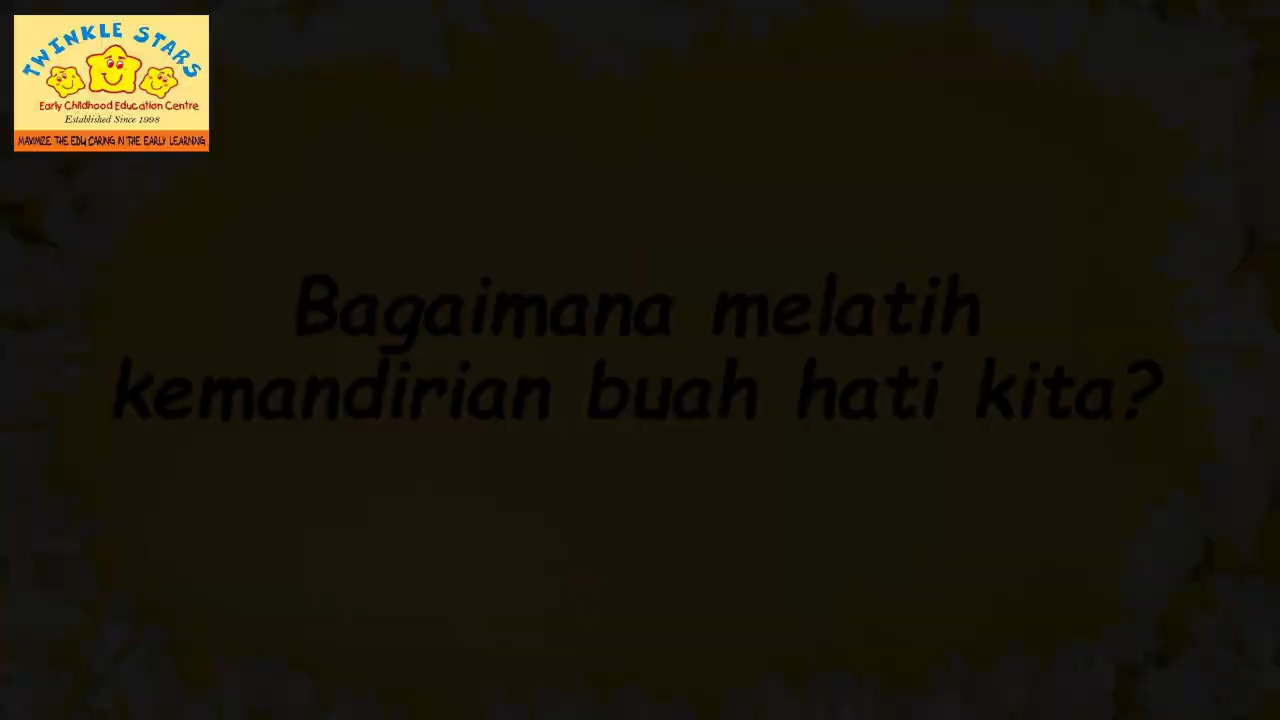 TWINKLE STARS
Early Childhood Education Centre
Established Since 1998
MAXIMIZE THE EDU CARING IN THE EARLY LEARNING
Bagaimana melatih
kemandirian buah hati kita?